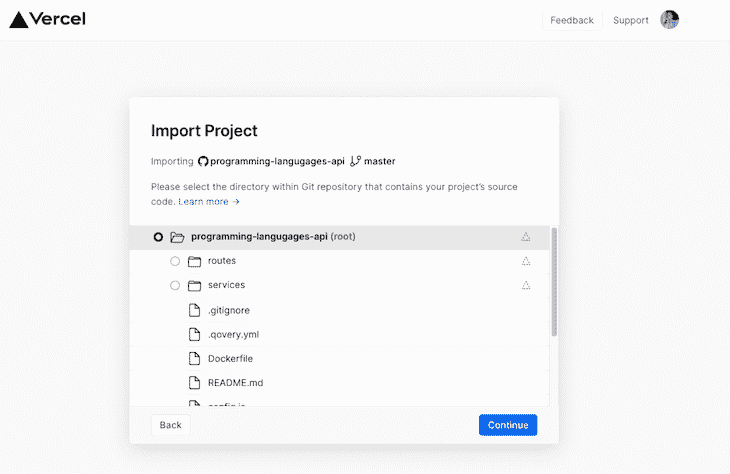 Vercel
Feedback Support
Import Project
Importing programming-langugages-api master
Please select the directory within Git repository that contains your project's source
code. Learn more →
programming-langugages-api (root)
routes
services
.gitignore
.qovery.yml
Dockerfile
README.md
Back Continue